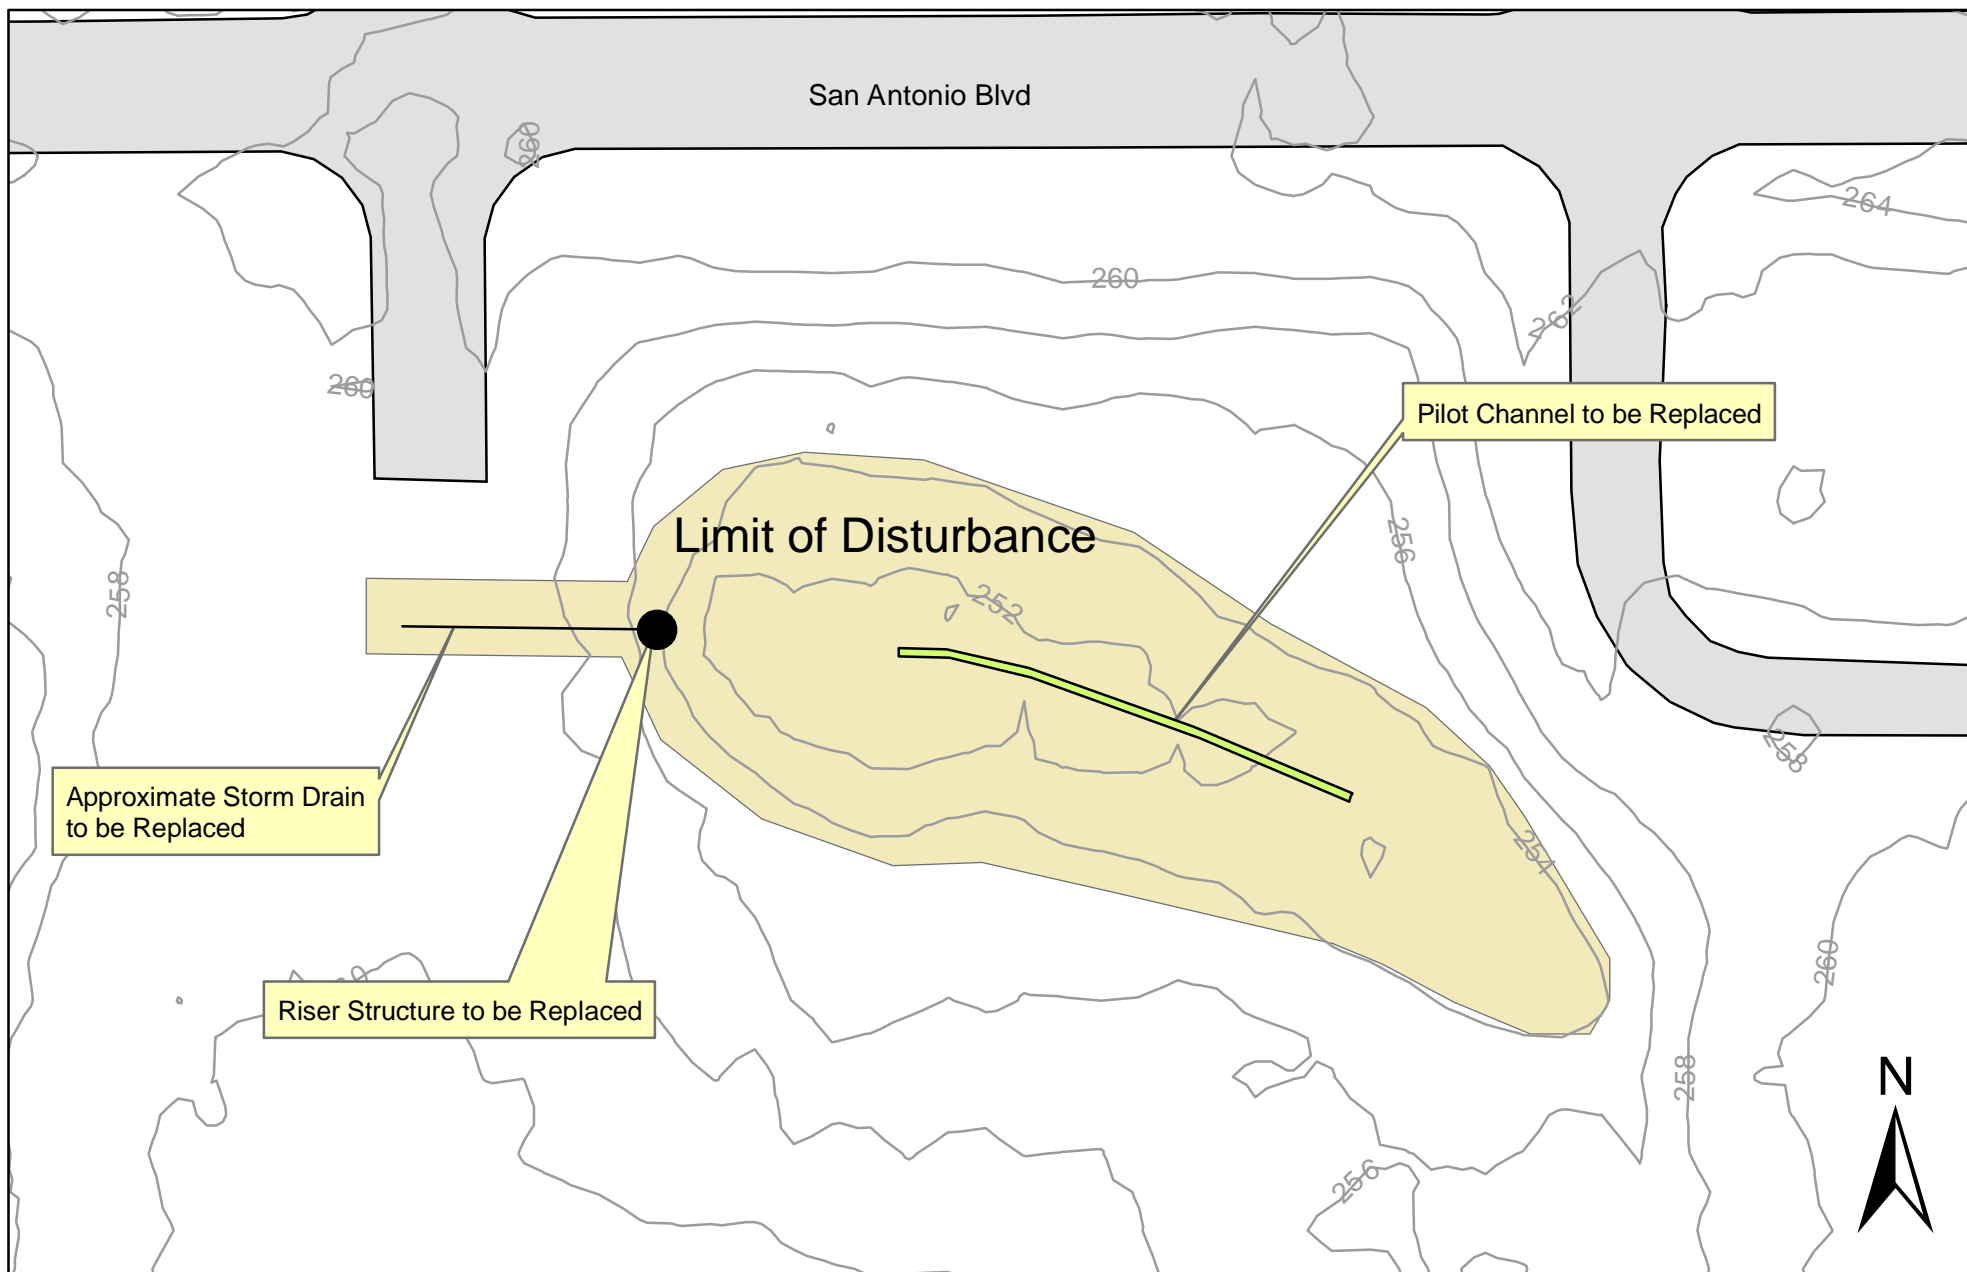 San Antonio Blvd
260
264
260
262
260
Pilot Channel to be Replaced
Limit of Disturbance
256
258
252
258
Approximate Storm Drain
to be Replaced
254
260
Riser Structure to be Replaced
258
N
256